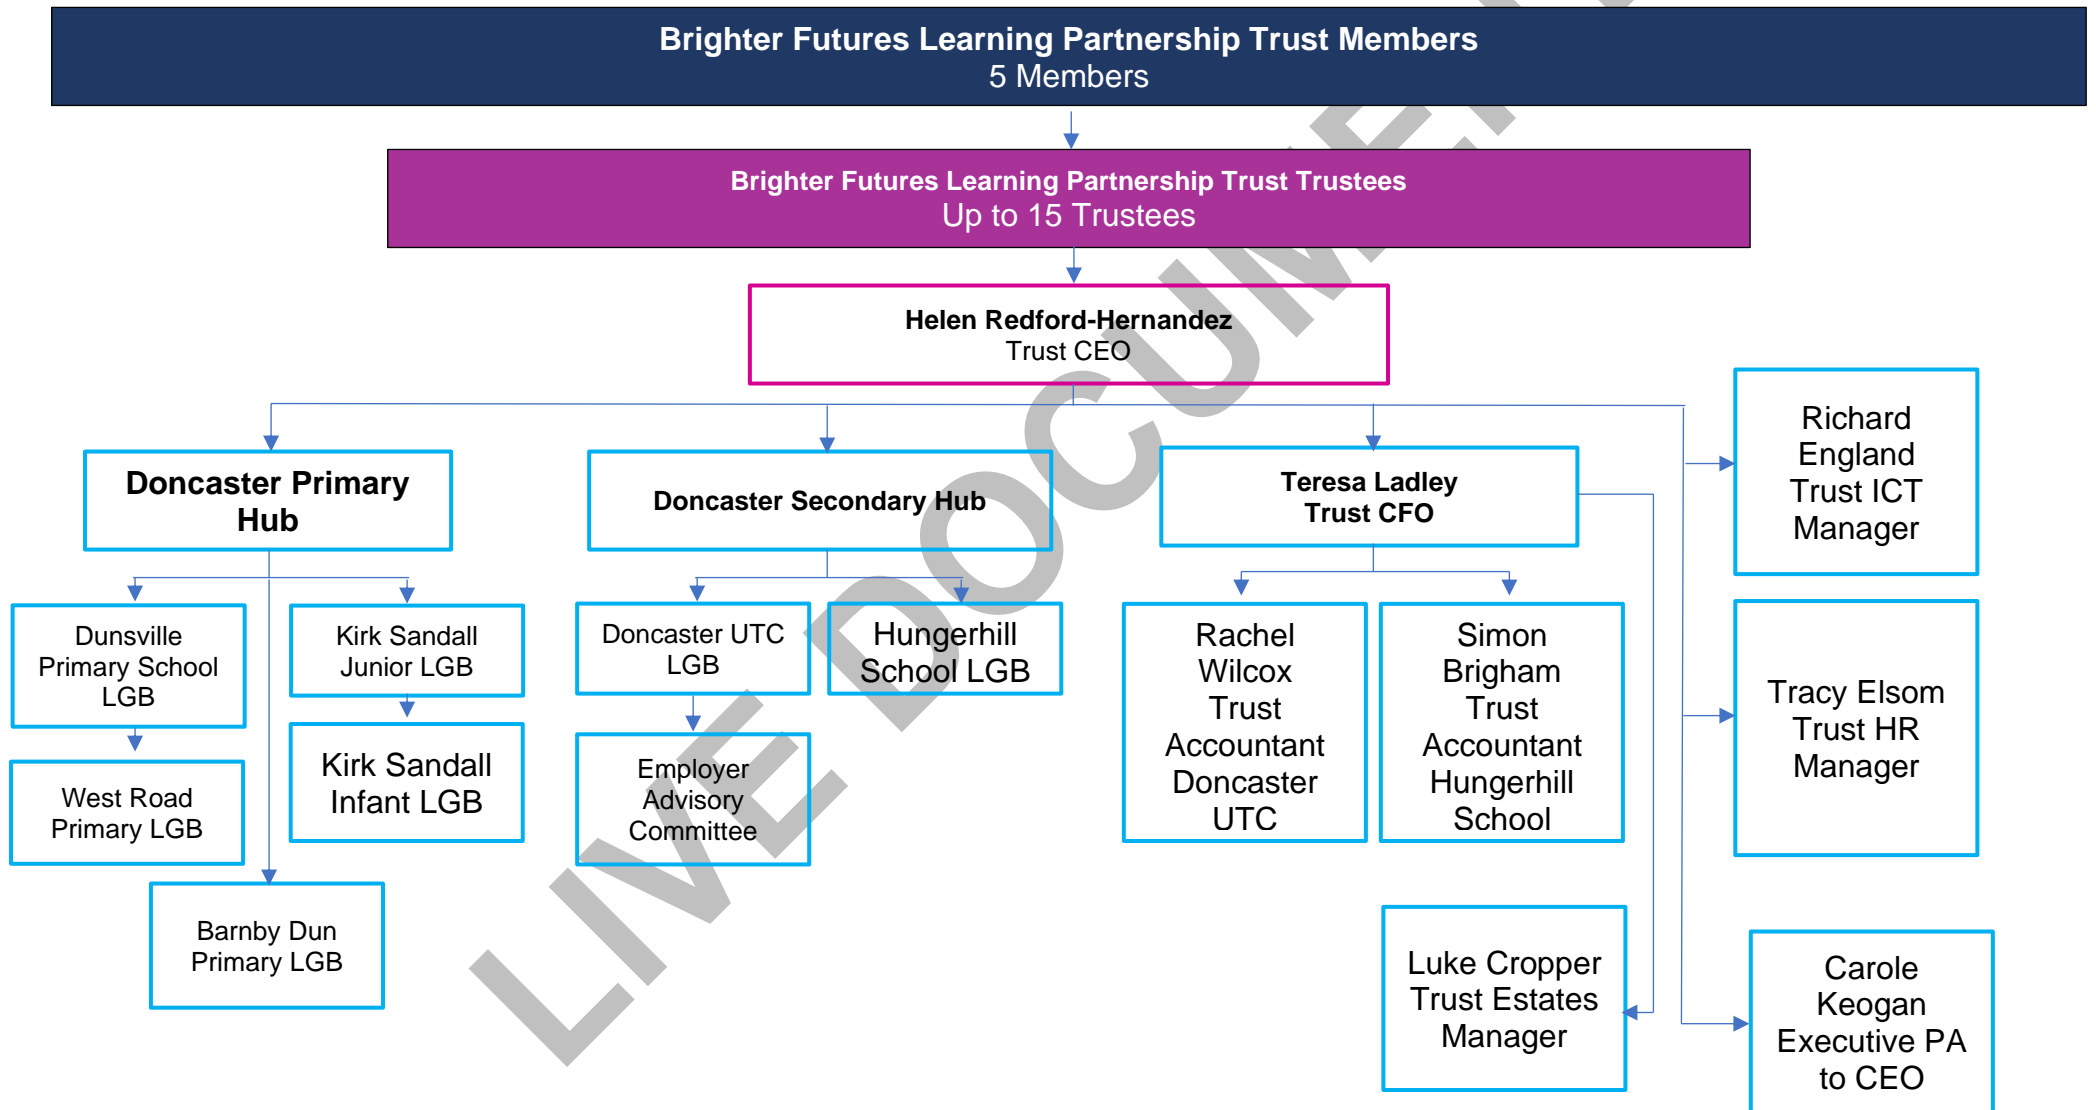 Brighter Futures Learning Partnership Trust Members
5 Members
Brighter Futures Learning Partnership Trust Trustees
Up to 15 Trustees
Helen Redford-Hernandez
Trust CEO
Doncaster Primary
Hub
Doncaster Secondary Hub
Teresa Ladley
Trust CFO
Richard
England
Trust ICT
Manager
Dunsville
Primary School
LGB
Kirk Sandall
Junior LGB
Doncaster UTC
LGB
Hungerhill
School LGB
Rachel
Wilcox
Trust
Accountant
Doncaster
UTC
Simon
Brigham
Trust
Accountant
Hungerhill
School
Tracy Elsom
Trust HR
Manager
West Road
Primary LGB
Kirk Sandall
Infant LGB
Employer
Advisory
Committee
Barnby Dun
Primary LGB
Luke Cropper
Trust Estates
Manager
Carole
Keogan
Executive PA
to CEO
LIVE DOCUME